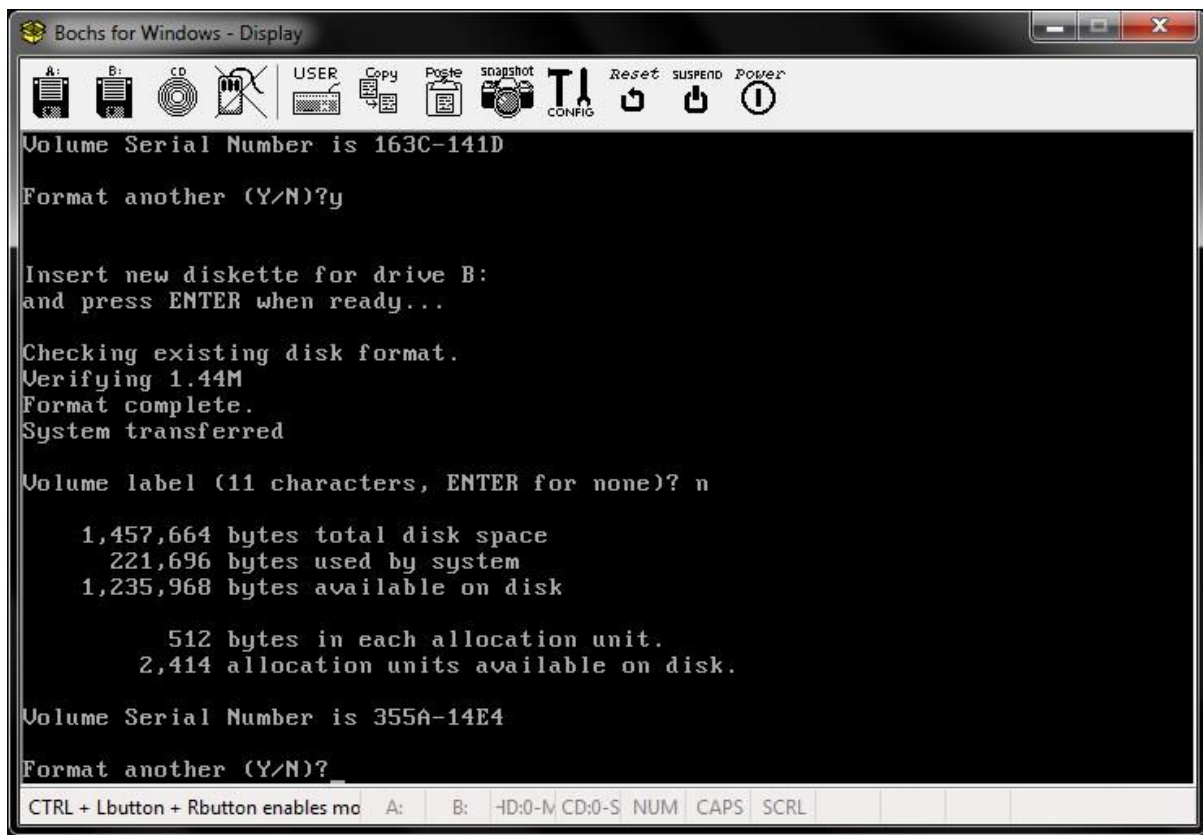 Bochs for Windows - Display
A: B: CD USER Copy Paste snapshot CONFIG Reset SUSPEND Power
Volume Serial Number is 163C-141D
Format another (Y/N)?y
Insert new diskette for drive B:
and press ENTER when ready...
Checking existing disk format.
Verifying 1.44M
Format complete.
System transferred
Volume label (11 characters, ENTER for none)? n
1,457,664 bytes total disk space
221,696 bytes used by system
1,235,968 bytes available on disk
512 bytes in each allocation unit.
2,414 allocation units available on disk.
Volume Serial Number is 355A-14E4
Format another (Y/N)?_
CTRL + Lbutton + Rbutton enables mo A: B: HD:0-M CD:0-S NUM CAPS SCRL